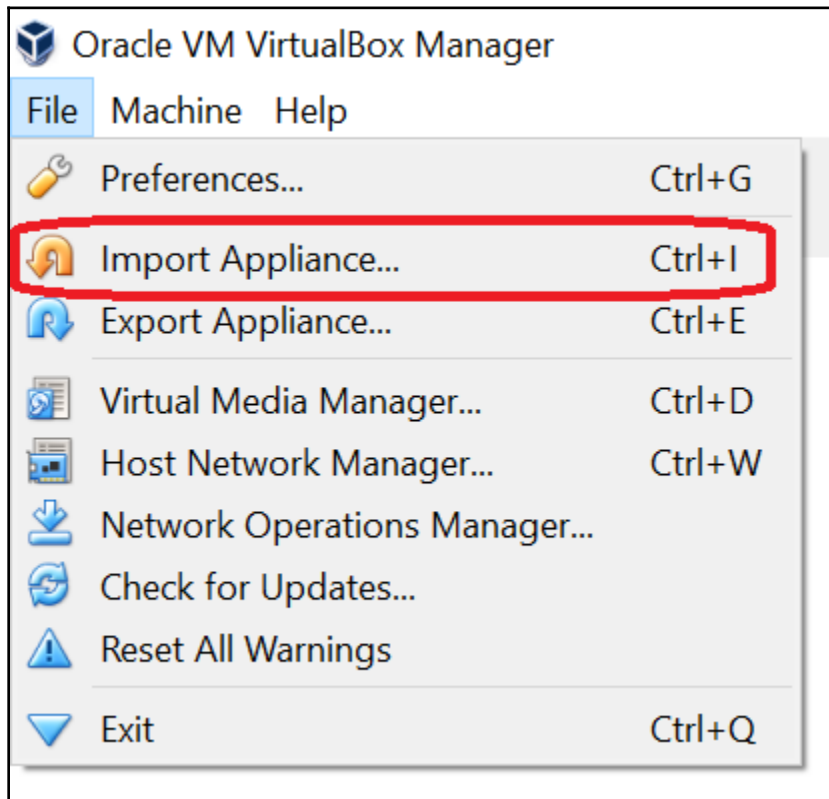 Oracle VM VirtualBox Manager
File Machine Help
Preferences... Ctrl+G
Import Appliance... Ctrl+I
Export Appliance... Ctrl+E
Virtual Media Manager... Ctrl+D
Host Network Manager... Ctrl+W
Network Operations Manager...
Check for Updates...
Reset All Warnings
Exit Ctrl+Q